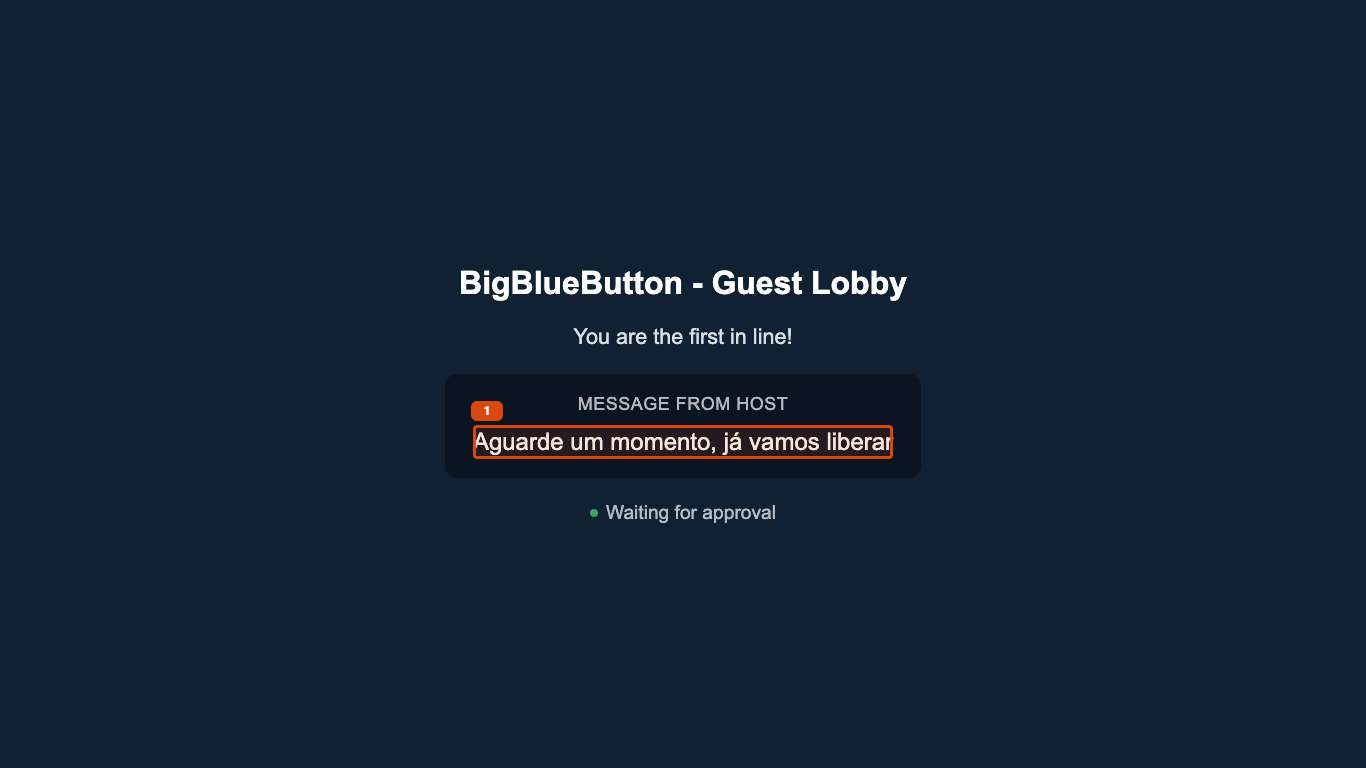 BigBlueButton - Guest Lobby
You are the first in line!
MESSAGE FROM HOST
1
Aguarde um momento, já vamos liberar
Waiting for approval